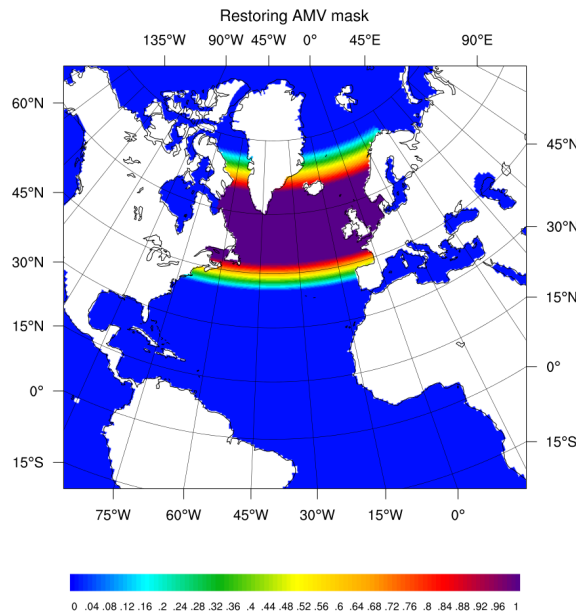 Restoring AMV mask
135°W 90°W 45°W 0° 45°E 90°E
60°N
45°N
45°N
30°N
30°N
15°N
15°N
0°
0°
15°S
15°S
75°W 60°W 45°W 30°W 15°W 0°
0 .04 .08 .12 .16 .2 .24 .28 .32 .36 .4 .44 .48 .52 .56 .6 .64 .68 .72 .76 .8 .84 .88 .92 .96